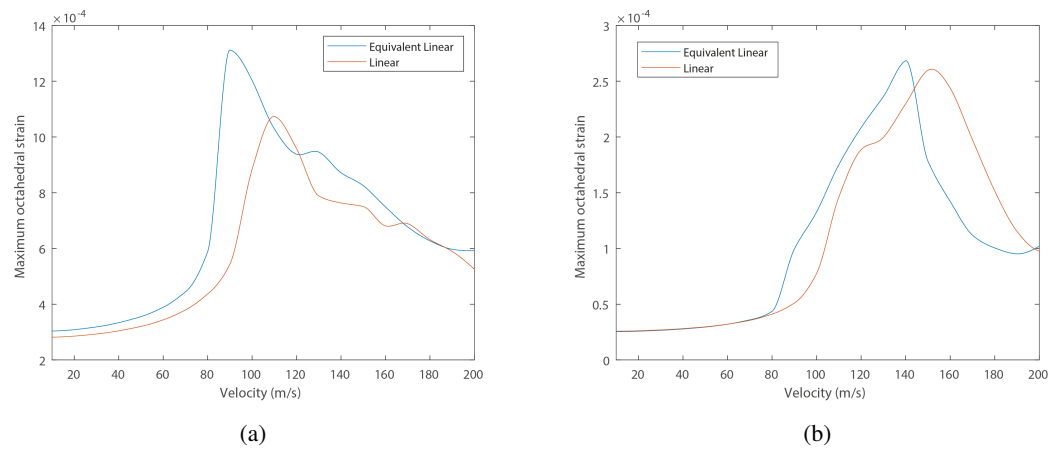 × 10⁻⁴
14
12
10
8
6
4
2
20 40 60 80 100 120 140 160 180 200
Maximum octahedral strain
Velocity (m/s)
Equivalent Linear
Linear
(a)
× 10⁻⁴
3
2.5
2
1.5
1
0.5
0
20 40 60 80 100 120 140 160 180 200
Maximum octahedral strain
Velocity (m/s)
Equivalent Linear
Linear
(b)